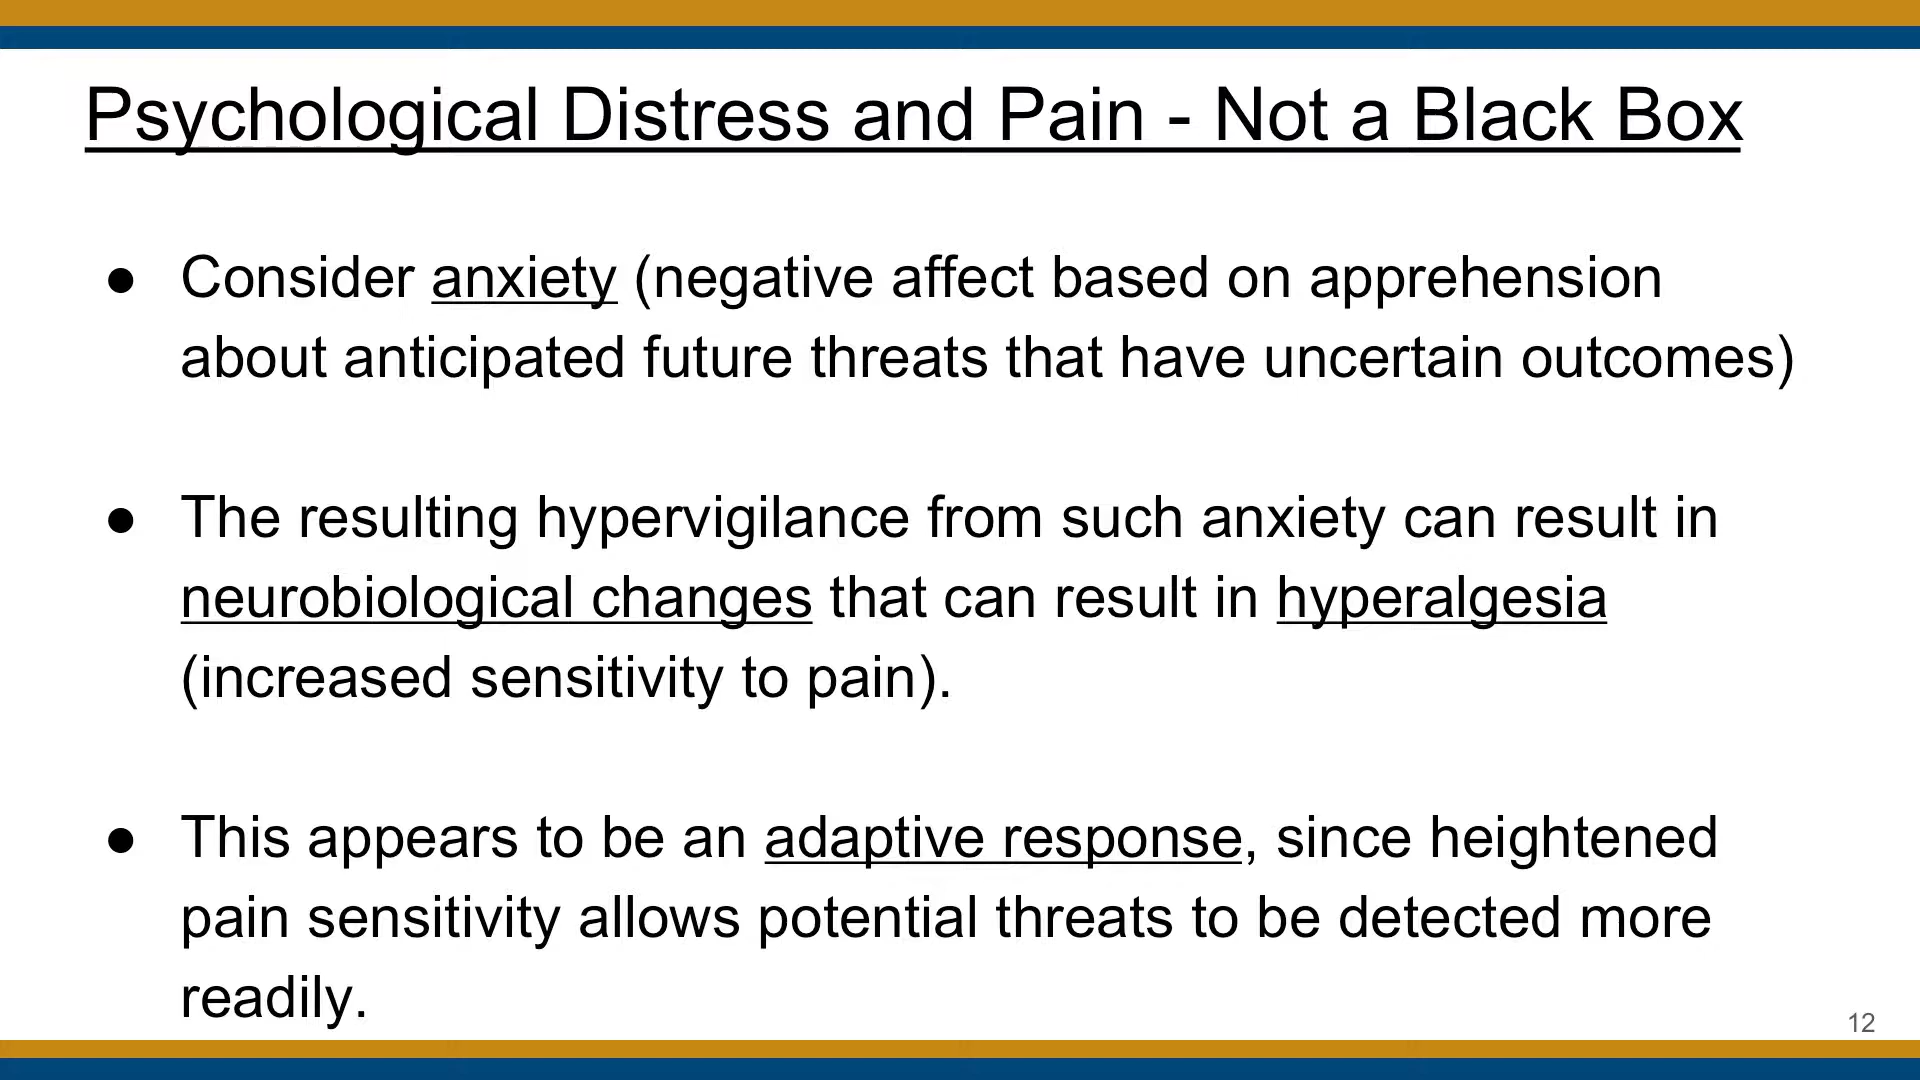 Psychological Distress and Pain - Not a Black Box
● Consider anxiety (negative affect based on apprehension
about anticipated future threats that have uncertain outcomes)
● The resulting hypervigilance from such anxiety can result in
neurobiological changes that can result in hyperalgesia
(increased sensitivity to pain).
● This appears to be an adaptive response, since heightened
pain sensitivity allows potential threats to be detected more
readily.
12